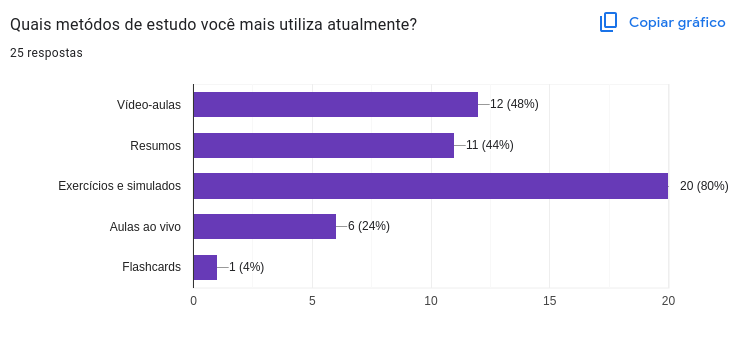 Quais metódos de estudo você mais utiliza atualmente?
Copiar gráfico
25 respostas
Vídeo-aulas 12 (48%)
Resumos 11 (44%)
Exercícios e simulados 20 (80%)
Aulas ao vivo 6 (24%)
Flashcards 1 (4%)
0 5 10 15 20